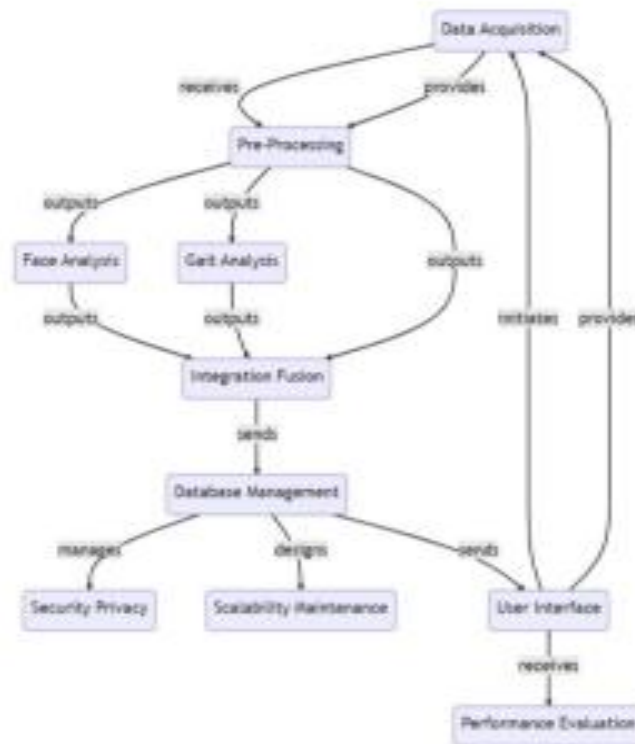 Data Acquisition
receives
provides
Pre-Processing
outputs
outputs
Face Analysis
Gait Analysis
outputs
outputs
outputs
initiates
provides
Integration Fusion
sends
Database Management
manages
designs
sends
Security Privacy
Scalability Maintenance
User Interface
receives
Performance Evaluation